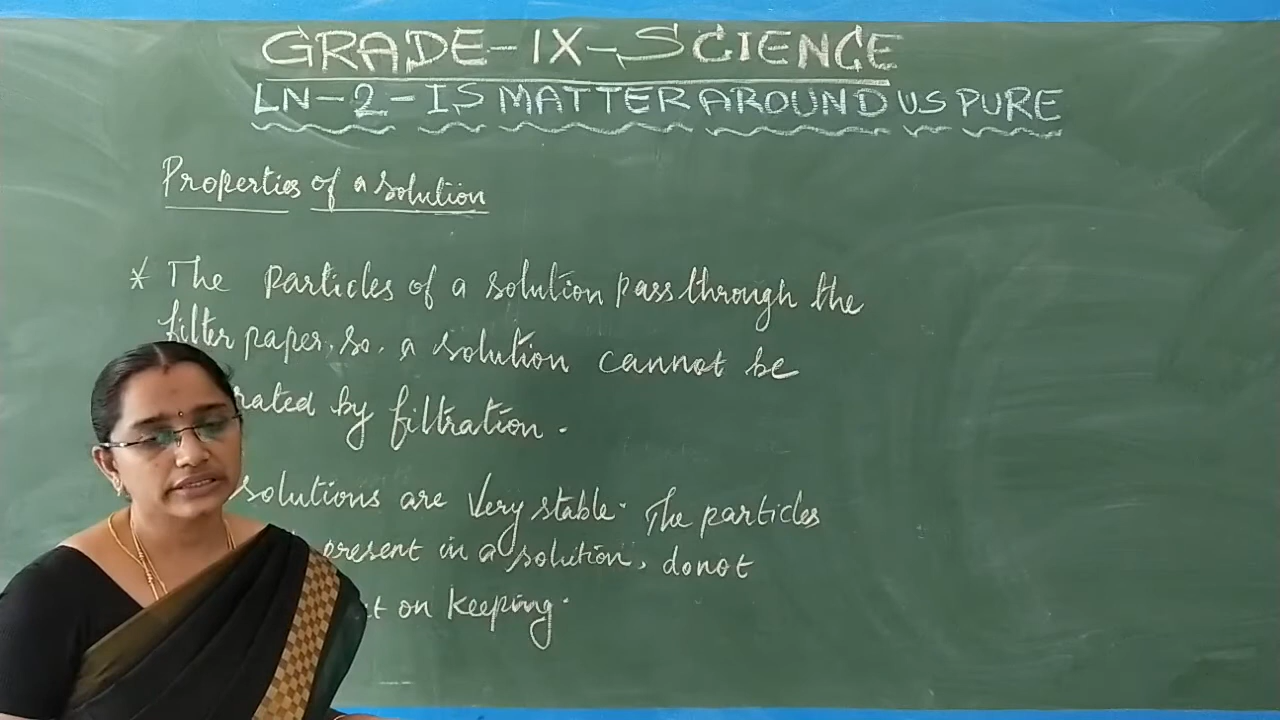 GRADE-IX-SCIENCE
LN-2-IS MATTER AROUND US PURE
Properties of a solution
* The particles of a solution pass through the
filter paper. so, a solution cannot be
rated by filtration.
solutions are very stable. The particles
present in a solution, donot
on keeping.